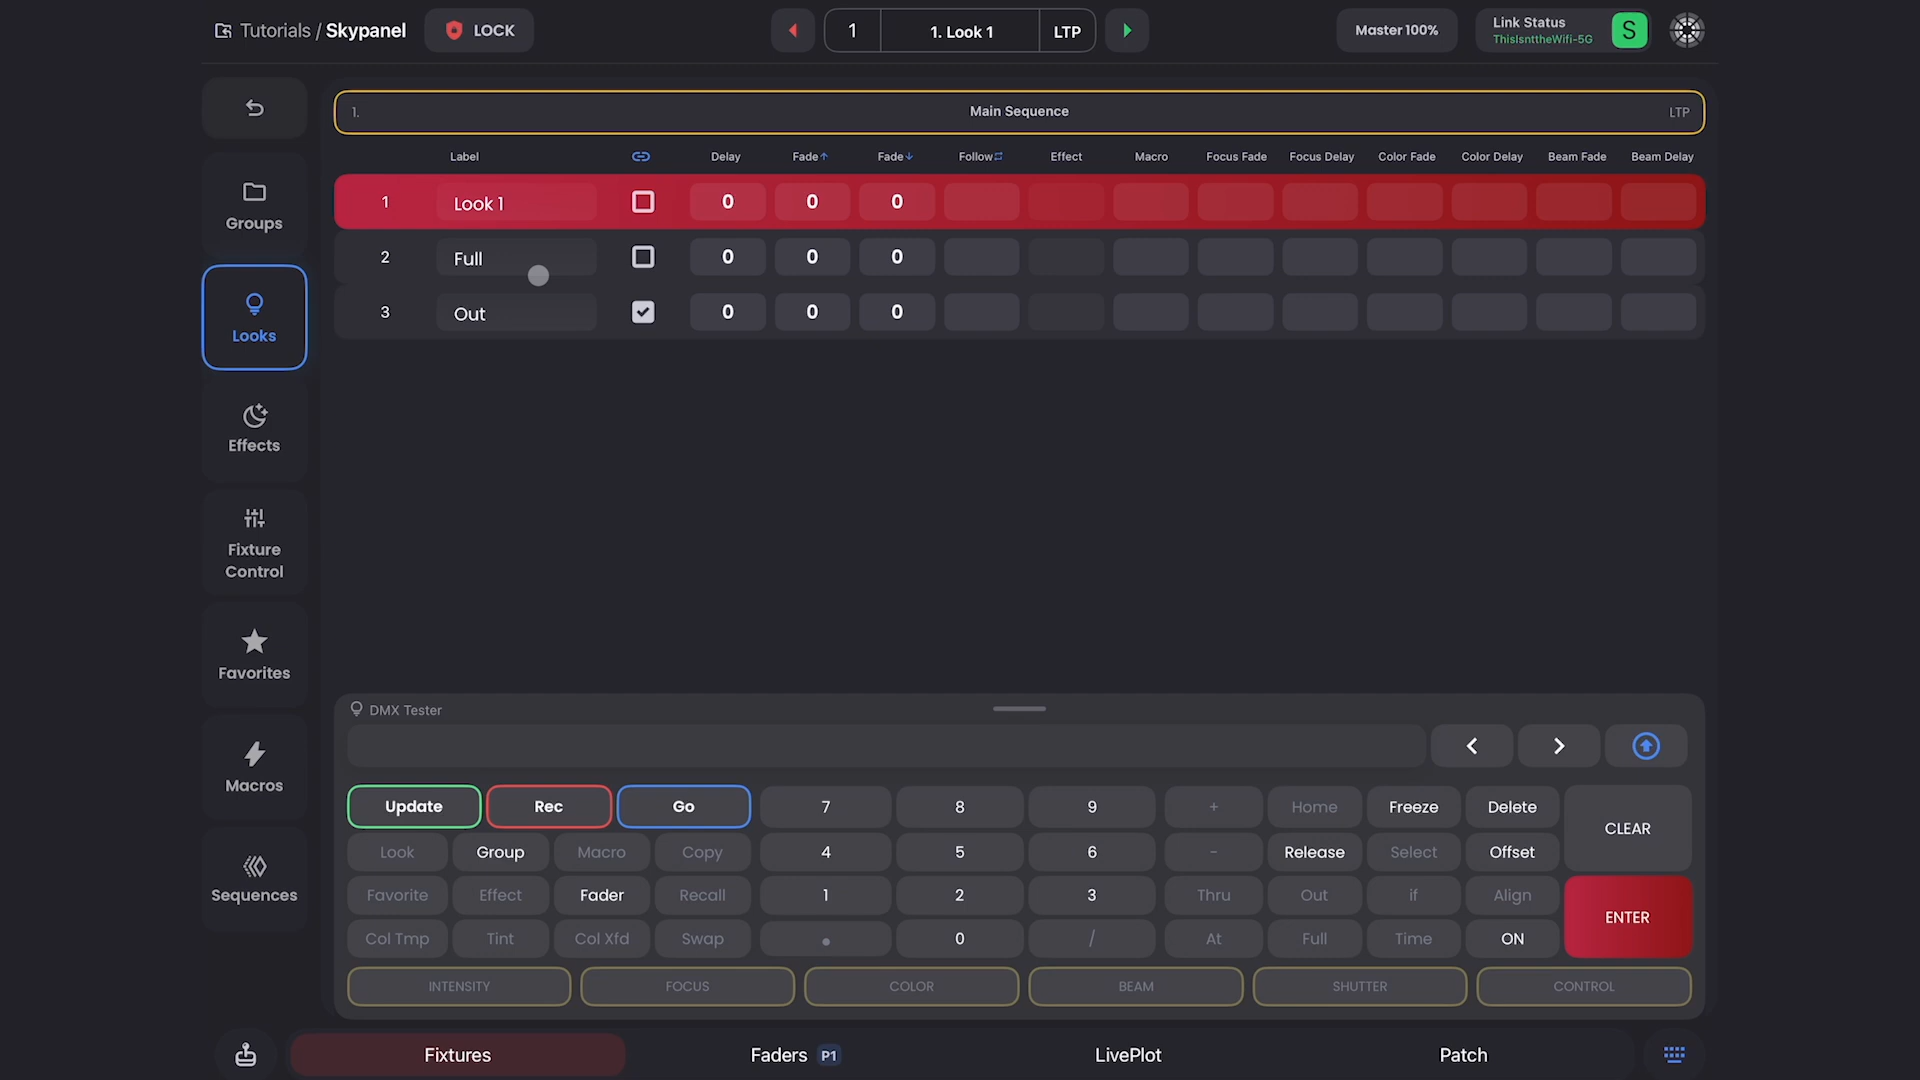 Tutorials / Skypanel
LOCK
1
1. Look 1
LTP
Master 100%
Link Status
ThisIsnttheWifi-5G
S
1.
Main Sequence
LTP
Label
Delay
Fade↑
Fade↓
Follow
Effect
Macro
Focus Fade
Focus Delay
Color Fade
Color Delay
Beam Fade
Beam Delay
1 Look 1 0 0 0
2 Full 0 0 0
3 Out 0 0 0
Groups
Looks
Effects
Fixture
Control
Favorites
Macros
Sequences
DMX Tester
Update Rec Go 7 8 9 + Home Freeze Delete CLEAR
Look Group Macro Copy 4 5 6 - Release Select Offset
Favorite Effect Fader Recall 1 2 3 Thru Out if Align ENTER
Col Tmp Tint Col Xfd Swap . 0 / At Full Time ON
INTENSITY FOCUS COLOR BEAM SHUTTER CONTROL
Fixtures
Faders P1
LivePlot
Patch